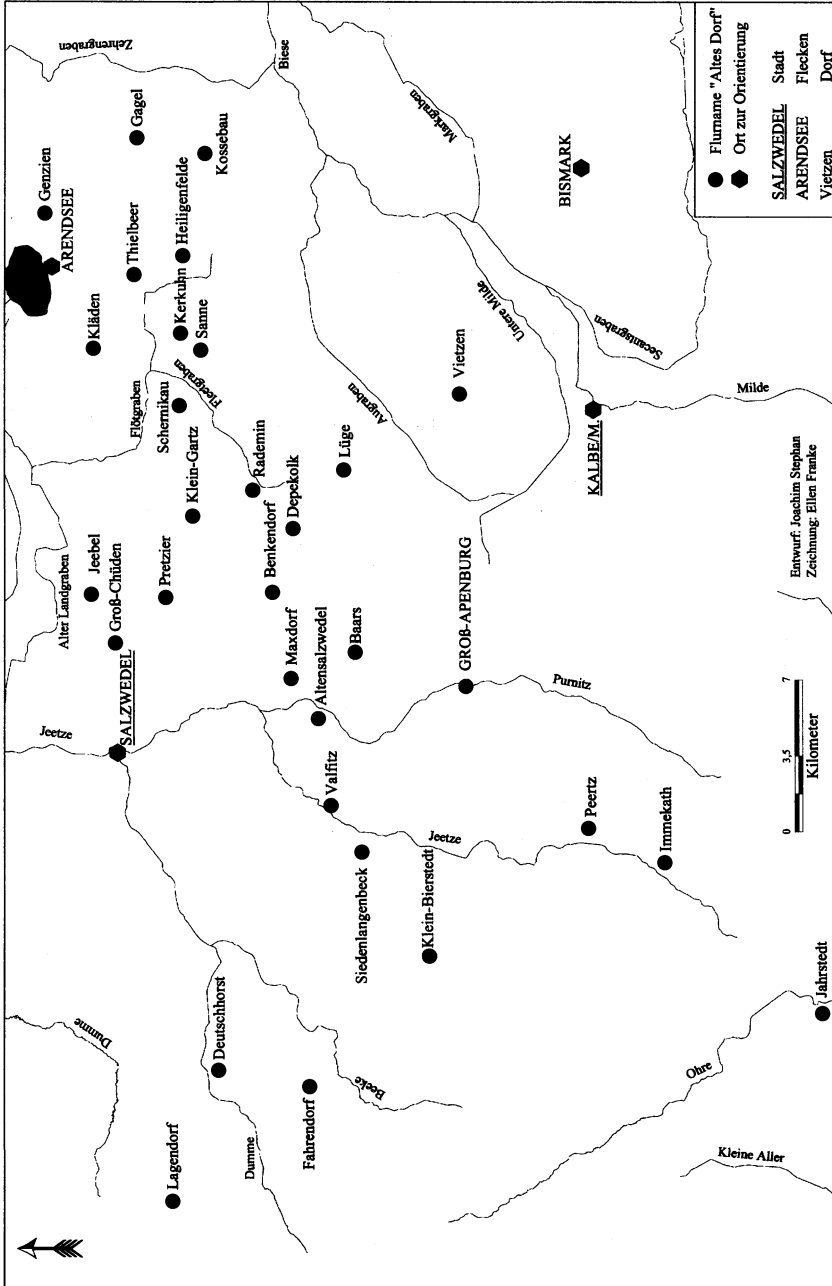 Zehrengraben
Genzien
ARENDSEE
Gagel
Thielbeer
Kossebau
Heiligenfelde
Kerkuhn
Sanne
Kläden
Biese
Markgraben
Flötgraben
Schernikau
Fleetgraben
Klein-Gartz
Rademin
Depekolk
Lüge
Augraben
Untere Milde
Vietzen
Secantsgraben
BISMARK
Milde
KALBE/M.
Alter Landgraben
Jeebel
Groß-Chüden
Pretzier
SALZWEDEL
Jeetze
Benkendorf
Maxdorf
Altensalzwedel
Baars
GROß-APENBURG
Purnitz
Valfitz
Siedenlangenbeck
Jeetze
Klein-Bierstedt
Peertz
Immekath
Dumme
Deutschhorst
Lagendorf
Dumme
Fahrendorf
Beeke
Ohre
Kleine Aller
Jahrstedt
0 3,5 7
Kilometer
Entwurf: Joachim Stephan
Zeichnung: Ellen Franke
Flurname "Altes Dorf"
Ort zur Orientierung
SALZWEDEL Stadt
ARENDSEE Flecken
Vietzen Dorf